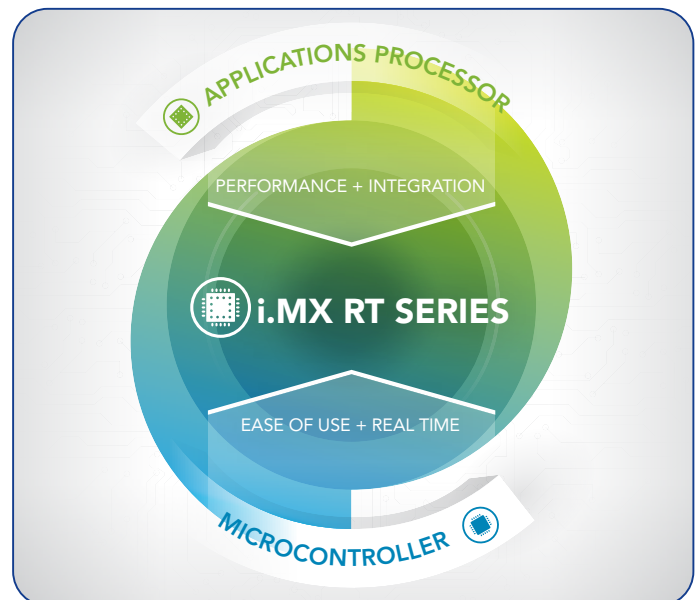 APPLICATIONS PROCESSOR
PERFORMANCE + INTEGRATION
i.MX RT SERIES
EASE OF USE + REAL TIME
MICROCONTROLLER